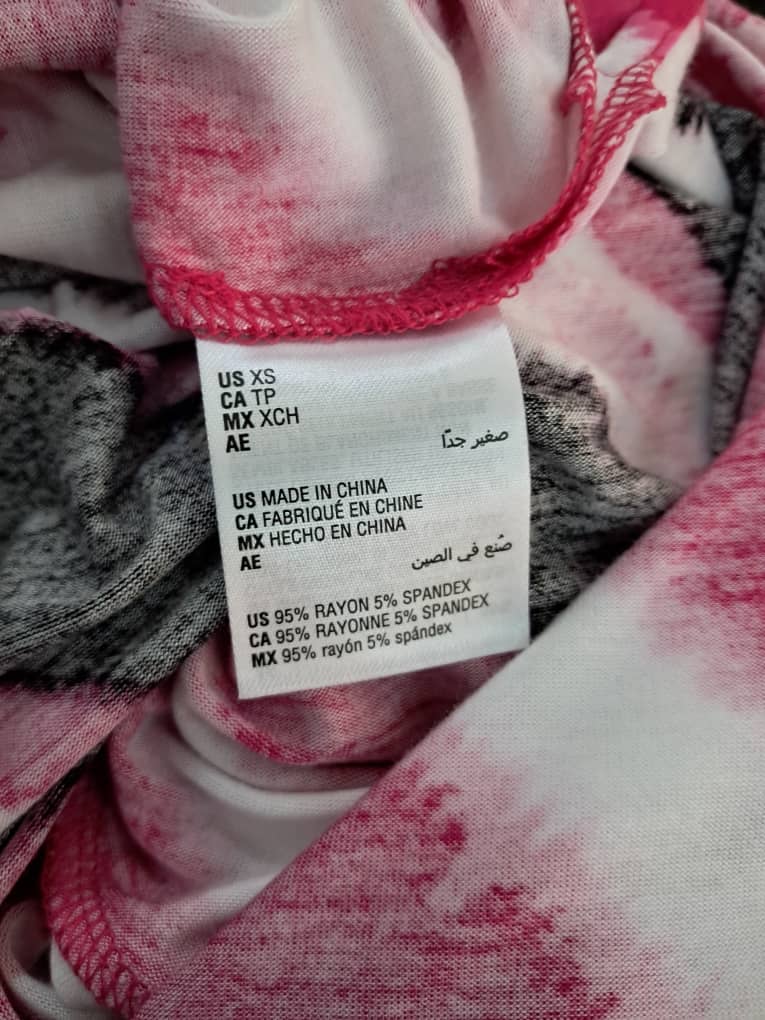 US XS
CA TP
MX XCH
AE صغير جدًا
US MADE IN CHINA
CA FABRIQUÉ EN CHINE
MX HECHO EN CHINA
AE صُنع في الصين
US 95% RAYON 5% SPANDEX
CA 95% RAYONNE 5% SPANDEX
MX 95% rayón 5% spándex